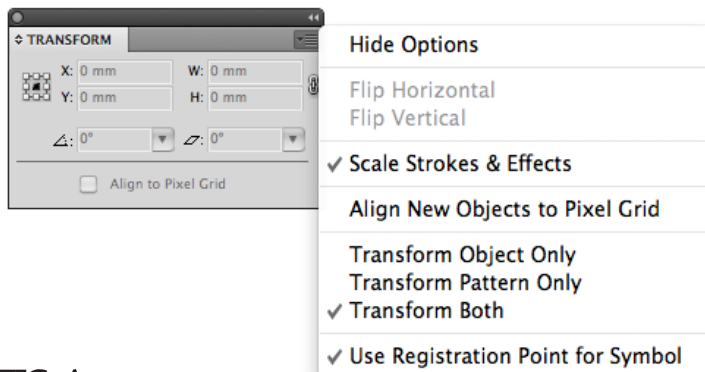 TRANSFORM
X: 0 mm W: 0 mm
Y: 0 mm H: 0 mm
0° 0°
Align to Pixel Grid
Hide Options
Flip Horizontal
Flip Vertical
✓ Scale Strokes & Effects
Align New Objects to Pixel Grid
Transform Object Only
Transform Pattern Only
✓ Transform Both
✓ Use Registration Point for Symbol